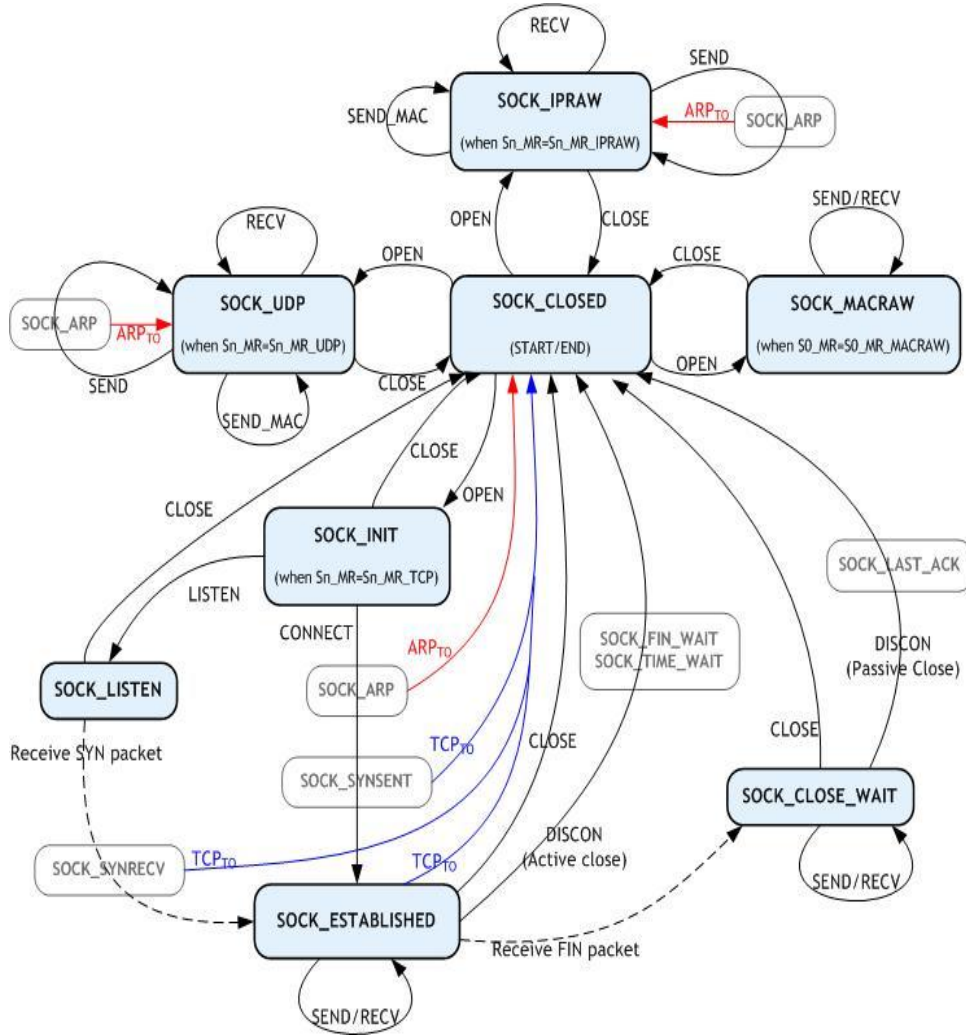 RECV
SEND
SOCK_IPRAW
SEND_MAC
ARPTO
SOCK_ARP
(when Sn_MR=Sn_MR_IPRAW)
SEND/RECV
RECV
OPEN
CLOSE
OPEN
CLOSE
SOCK_UDP
SOCK_CLOSED
SOCK_MACRAW
SOCK_ARP
ARPTO
(when Sn_MR=Sn_MR_UDP)
(START/END)
(when S0_MR=S0_MR_MACRAW)
OPEN
SEND
CLOSE
SEND_MAC
CLOSE
CLOSE
OPEN
SOCK_INIT
SOCK_LAST_ACK
(when Sn_MR=Sn_MR_TCP)
LISTEN
CONNECT
SOCK_FIN_WAIT
SOCK_TIME_WAIT
ARPTO
DISCON
(Passive Close)
SOCK_ARP
SOCK_LISTEN
CLOSE
Receive SYN packet
TCPTO
CLOSE
SOCK_SYNSENT
SOCK_CLOSE_WAIT
DISCON
(Active close)
TCPTO
TCPTO
SOCK_SYNRECV
SEND/RECV
SOCK_ESTABLISHED
Receive FIN packet
SEND/RECV